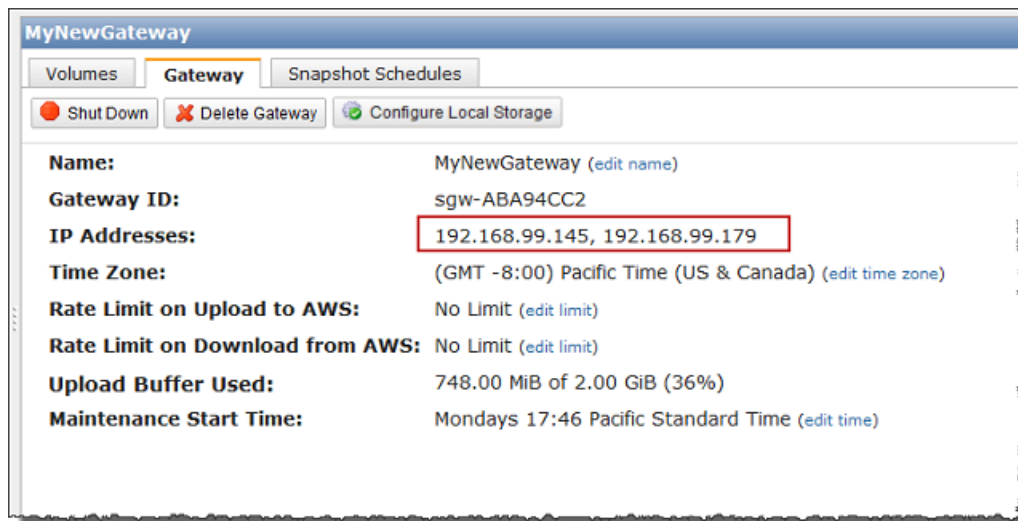 MyNewGateway
Volumes Gateway Snapshot Schedules
Shut Down Delete Gateway Configure Local Storage
Name: MyNewGateway (edit name)
Gateway ID: sgw-ABA94CC2
IP Addresses: 192.168.99.145, 192.168.99.179
Time Zone: (GMT -8:00) Pacific Time (US & Canada) (edit time zone)
Rate Limit on Upload to AWS: No Limit (edit limit)
Rate Limit on Download from AWS: No Limit (edit limit)
Upload Buffer Used: 748.00 MiB of 2.00 GiB (36%)
Maintenance Start Time: Mondays 17:46 Pacific Standard Time (edit time)